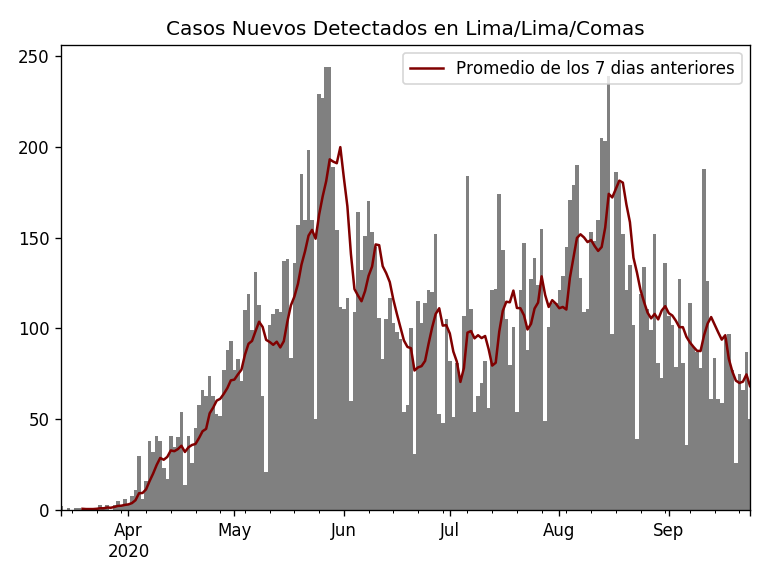 Casos Nuevos Detectados en Lima/Lima/Comas
Promedio de los 7 dias anteriores
250
200
150
100
50
0
Apr
2020
May
Jun
Jul
Aug
Sep